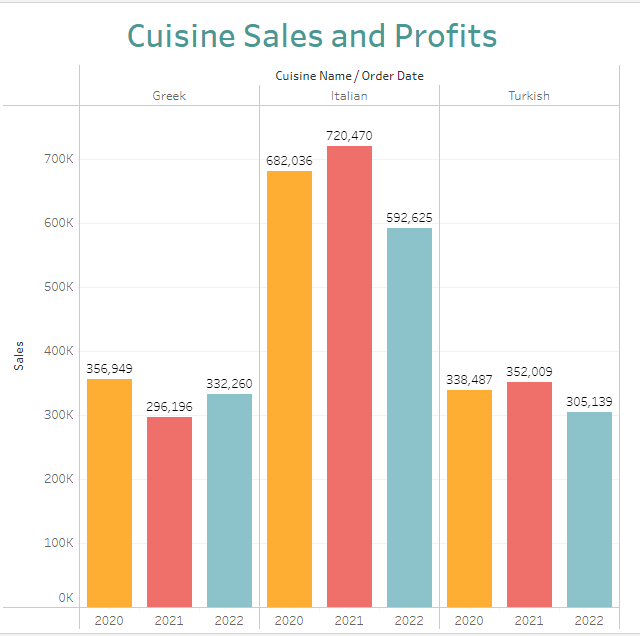 Cuisine Sales and Profits
Cuisine Name / Order Date
Greek Italian Turkish
720,470
700K
682,036
600K
592,625
500K
Sales
400K
356,949
352,009
338,487
332,260
300K
305,139
296,196
200K
100K
0K
2020 2021 2022 2020 2021 2022 2020 2021 2022